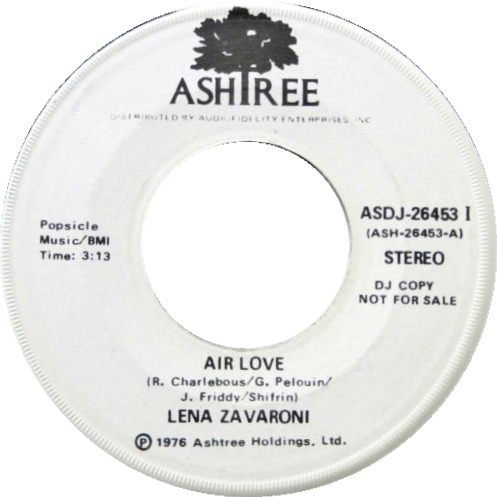 ASHTREE
DISTRIBUTED BY AUDIO FIDELITY ENTERPRISES, INC.
Popsicle
Music/BMI
Time: 3:13
ASDJ-26453 I
(ASH-26453-A)
STEREO
DJ COPY
NOT FOR SALE
AIR LOVE
(R. Charlebous/G. Pelouin/
J. Friddy/Shifrin)
LENA ZAVARONI
℗ 1976 Ashtree Holdings, Ltd.